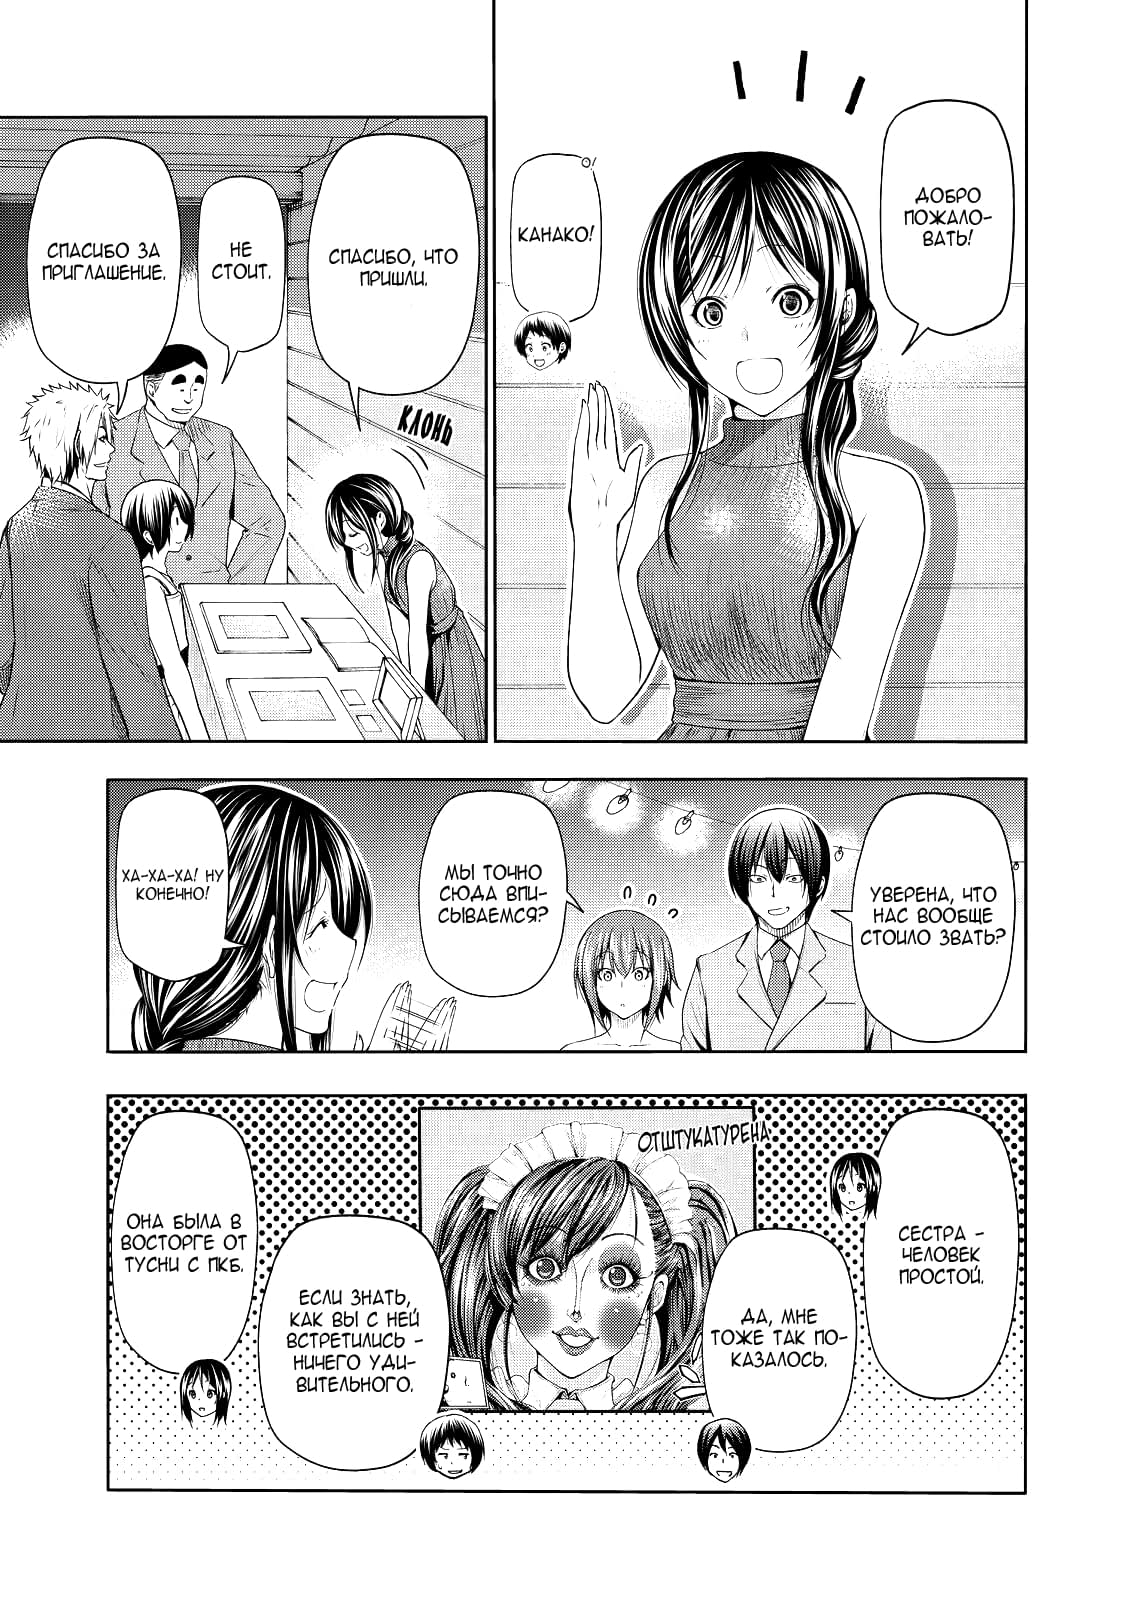 ДОБРО
ПОЖАЛО-
ВАТЬ!
О!
КАНАКО!
СПАСИБО, ЧТО
ПРИШЛИ.
КЛОНЬ
НЕ
СТОИТ.
СПАСИБО ЗА
ПРИГЛАШЕНИЕ.
УВЕРЕНА, ЧТО
НАС ВООБЩЕ
СТОИЛО ЗВАТЬ?
МЫ ТОЧНО
СЮДА ВПИ-
СЫВАЕМСЯ?
ХА-ХА-ХА! НУ
КОНЕЧНО!
СЕСТРА -
ЧЕЛОВЕК
ПРОСТОЙ.
ОТШТУКАТУРЕНА
ДА, МНЕ
ТОЖЕ ТАК ПО-
КАЗАЛОСЬ.
ЕСЛИ ЗНАТЬ,
КАК ВЫ С НЕЙ
ВСТРЕТИЛИСЬ -
НИЧЕГО УДИ-
ВИТЕЛЬНОГО.
ОНА БЫЛА В
ВОСТОРГЕ ОТ
ТУСНИ С ПКБ.